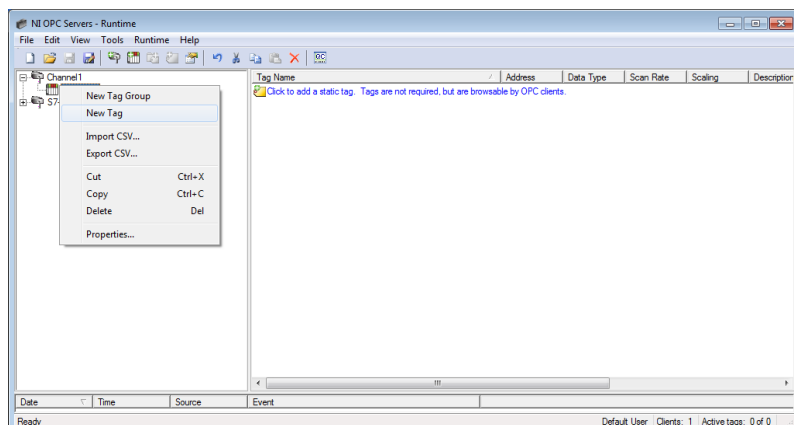 NI OPC Servers - Runtime
File Edit View Tools Runtime Help
Tag Name Address Data Type Scan Rate Scaling Description
Channel1
Click to add a static tag. Tags are not required, but are browsable by OPC clients.
S7-
New Tag Group
New Tag
Import CSV...
Export CSV...
Cut Ctrl+X
Copy Ctrl+C
Delete Del
Properties...
Date Time Source Event
Ready Default User Clients: 1 Active tags: 0 of 0